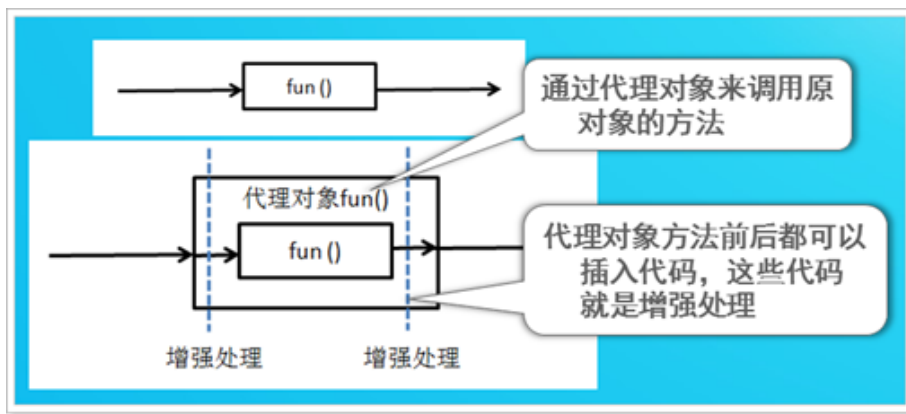 fun ()
通过代理对象来调用原
对象的方法
代理对象fun()
fun ()
代理对象方法前后都可以
插入代码，这些代码
就是增强处理
增强处理
增强处理